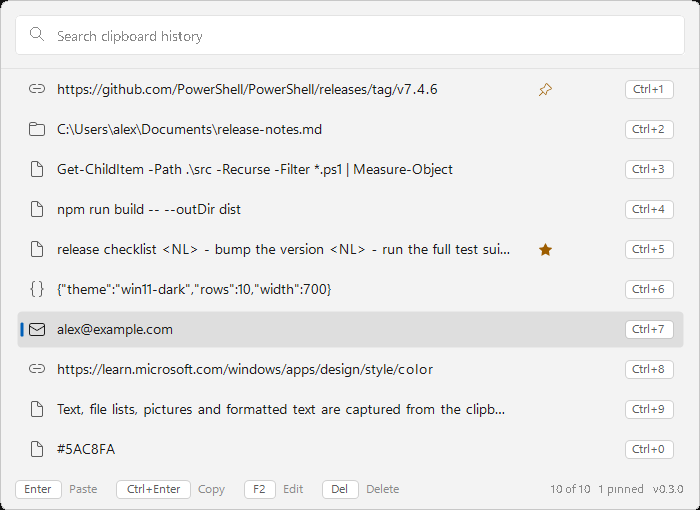 Search clipboard history
https://github.com/PowerShell/PowerShell/releases/tag/v7.4.6 Ctrl+1
C:\Users\alex\Documents\release-notes.md Ctrl+2
Get-ChildItem -Path .\src -Recurse -Filter *.ps1 | Measure-Object Ctrl+3
npm run build -- --outDir dist Ctrl+4
release checklist <NL> - bump the version <NL> - run the full test sui... Ctrl+5
{"theme":"win11-dark","rows":10,"width":700} Ctrl+6
alex@example.com Ctrl+7
https://learn.microsoft.com/windows/apps/design/style/color Ctrl+8
Text, file lists, pictures and formatted text are captured from the clipb... Ctrl+9
#5AC8FA Ctrl+0
Enter Paste Ctrl+Enter Copy F2 Edit Del Delete 10 of 10 1 pinned v0.3.0